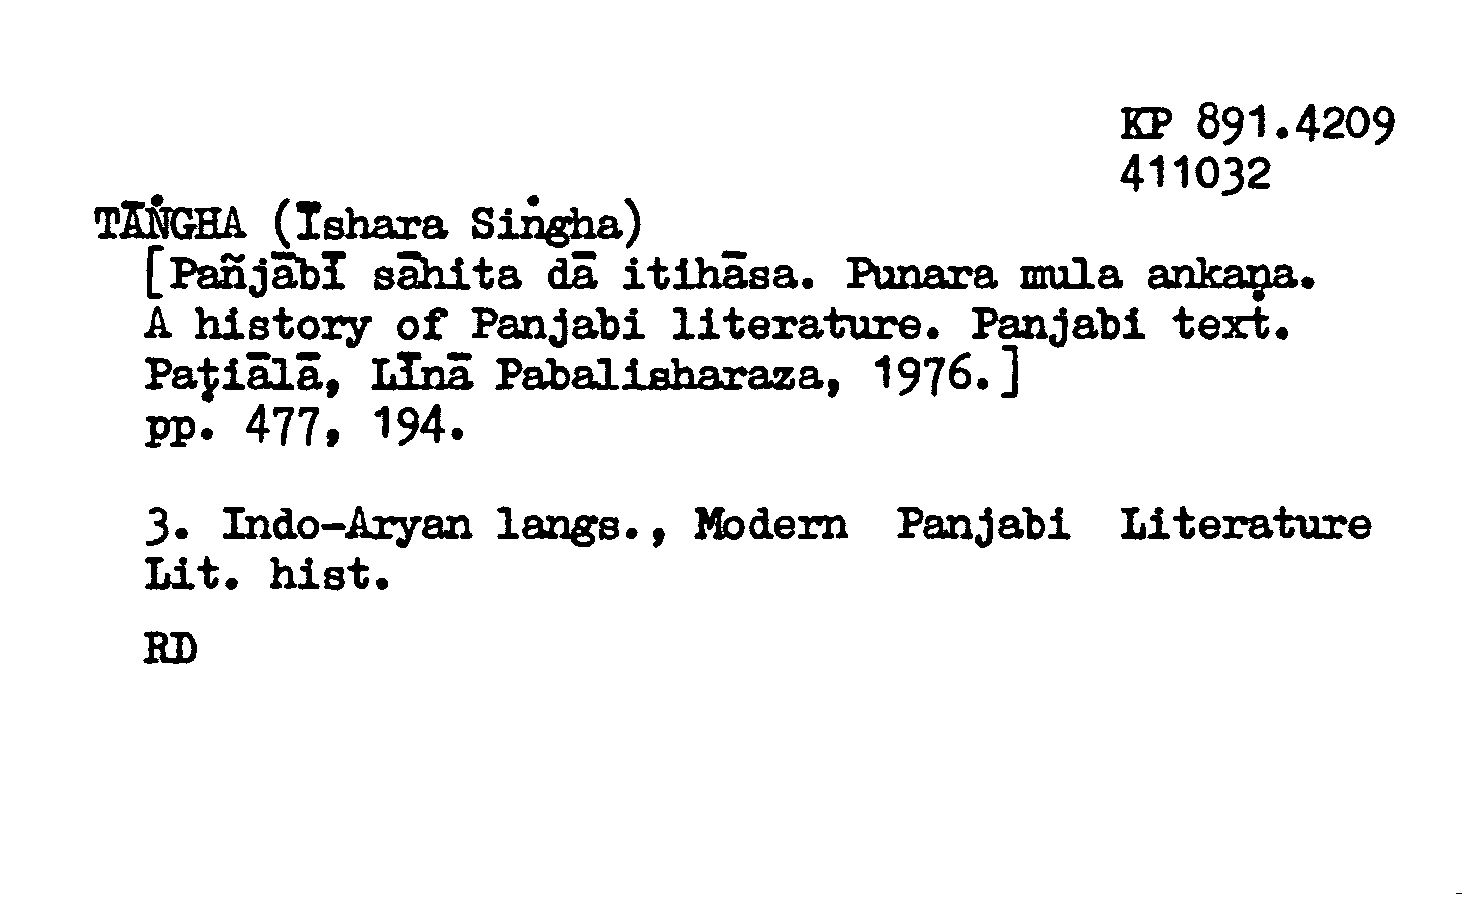 KP 891.4209
411032
TĀṄGHA (Īshara Siṅgha)
[Pañjābī sāhita dā itihāsa. Punara mula ankaṇa.
A history of Panjabi literature. Panjabi text.
Paṭiālā, Līnā Pabalisharaza, 1976.]
pp. 477, 194.
3. Indo-Aryan langs., Modern Panjabi Literature
Lit. hist.
RD